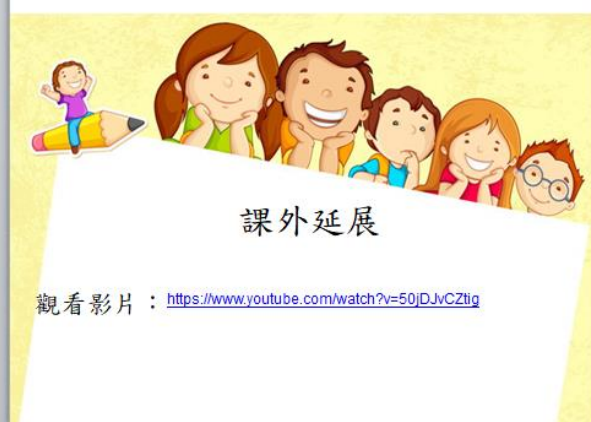 課外延展
觀看影片：https://www.youtube.com/watch?v=50jDJvCZtig